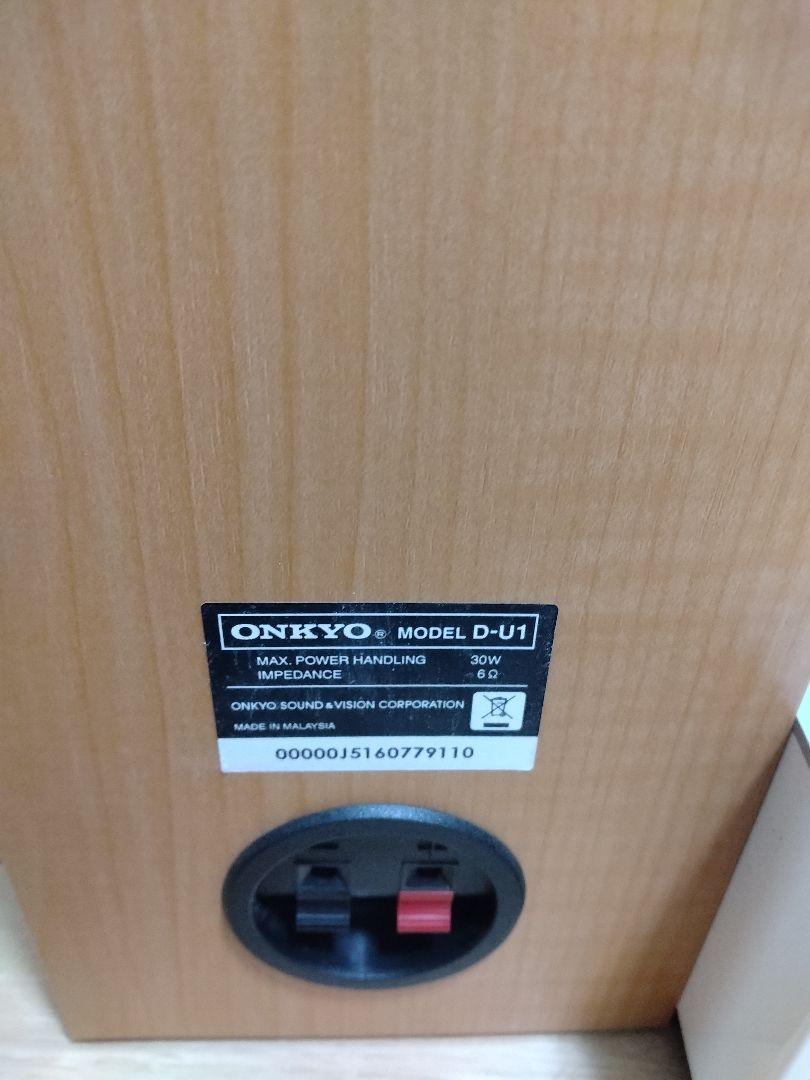 ONKYO® MODEL D-U1
MAX. POWER HANDLING 30W
IMPEDANCE 6Ω
ONKYO SOUND & VISION CORPORATION
MADE IN MALAYSIA
00000J5160779110